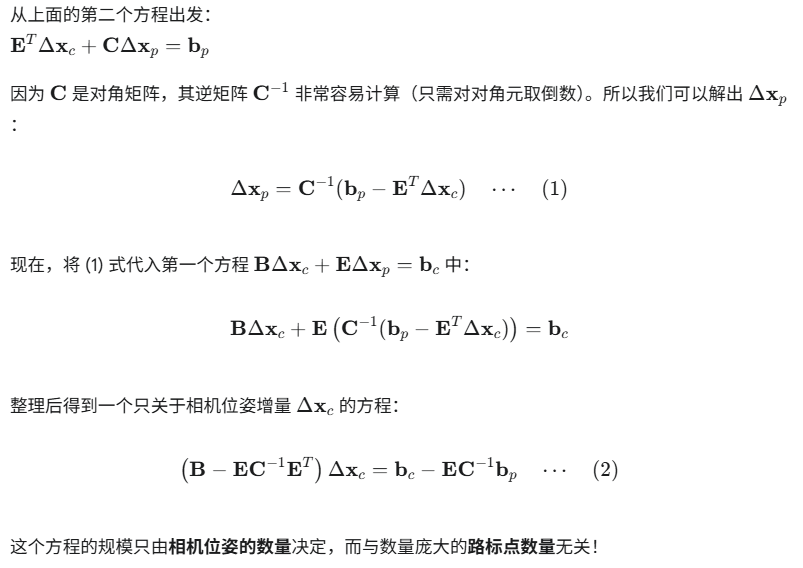 从上面的第二个方程出发：
$\mathbf{E}^T \Delta \mathbf{x}_c + \mathbf{C} \Delta \mathbf{x}_p = \mathbf{b}_p$
因为 $\mathbf{C}$ 是对角矩阵，其逆矩阵 $\mathbf{C}^{-1}$ 非常容易计算（只需对对角元取倒数）。所以我们可以解出 $\Delta \mathbf{x}_p$
：
$\Delta \mathbf{x}_p = \mathbf{C}^{-1}(\mathbf{b}_p - \mathbf{E}^T \Delta \mathbf{x}_c) \quad \cdots \quad (1)$
现在，将 (1) 式代入第一个方程 $\mathbf{B} \Delta \mathbf{x}_c + \mathbf{E} \Delta \mathbf{x}_p = \mathbf{b}_c$ 中：
$\mathbf{B} \Delta \mathbf{x}_c + \mathbf{E} \left( \mathbf{C}^{-1}(\mathbf{b}_p - \mathbf{E}^T \Delta \mathbf{x}_c) \right) = \mathbf{b}_c$
整理后得到一个只关于相机位姿增量 $\Delta \mathbf{x}_c$ 的方程：
$\left( \mathbf{B} - \mathbf{E} \mathbf{C}^{-1} \mathbf{E}^T \right) \Delta \mathbf{x}_c = \mathbf{b}_c - \mathbf{E} \mathbf{C}^{-1} \mathbf{b}_p \quad \cdots \quad (2)$
这个方程的规模只由相机位姿的数量决定，而与数量庞大的路标点数量无关！